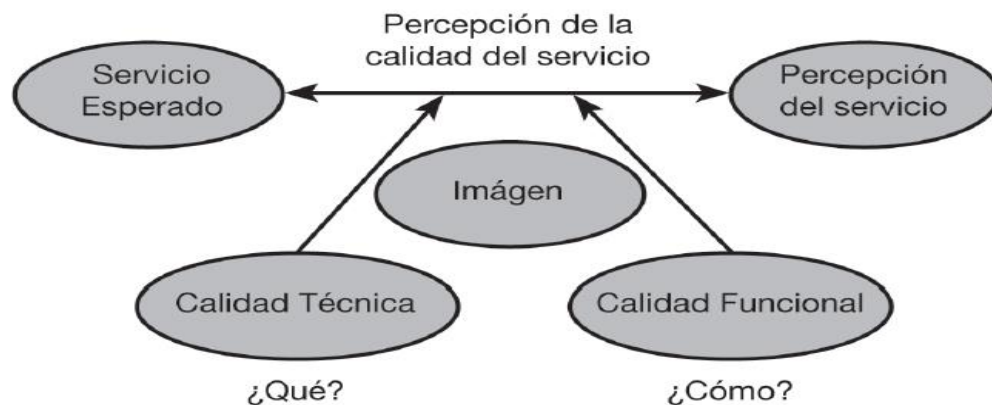 Percepción de la
calidad del servicio
Servicio
Esperado
Percepción
del servicio
Imágen
Calidad Técnica
Calidad Funcional
¿Qué?
¿Cómo?